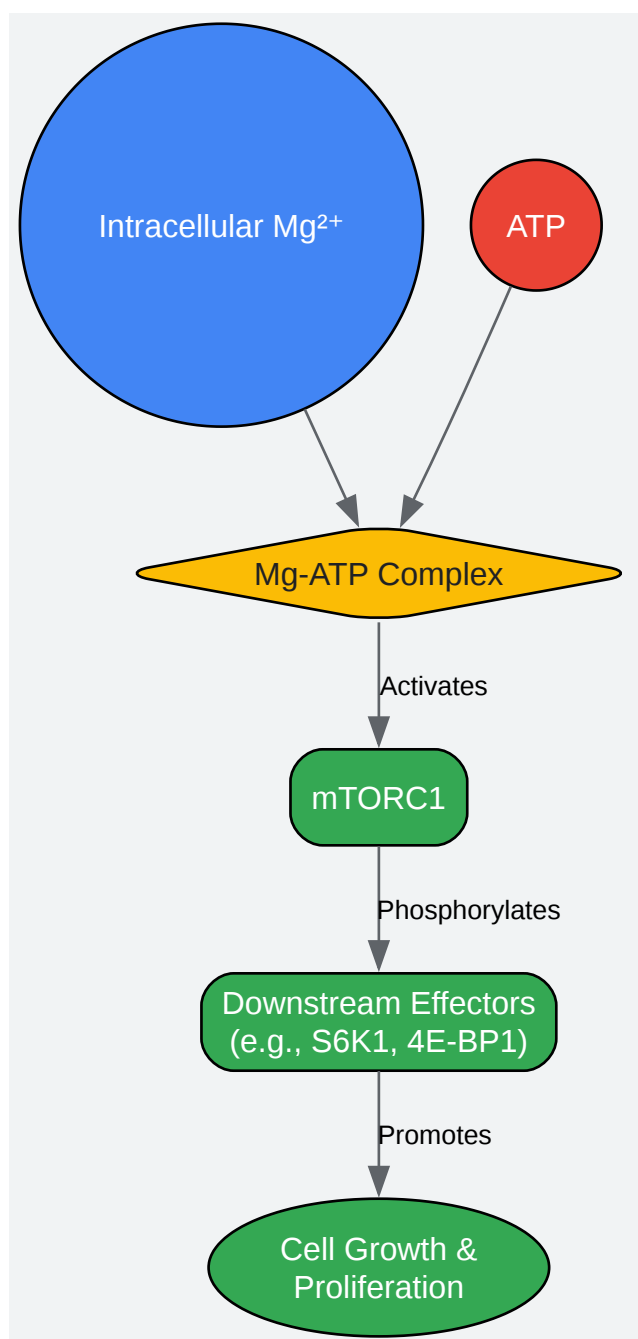 Intracellular Mg²⁺
ATP
Mg-ATP Complex
Activates
mTORC1
Phosphorylates
Downstream Effectors
(e.g., S6K1, 4E-BP1)
Promotes
Cell Growth &
Proliferation